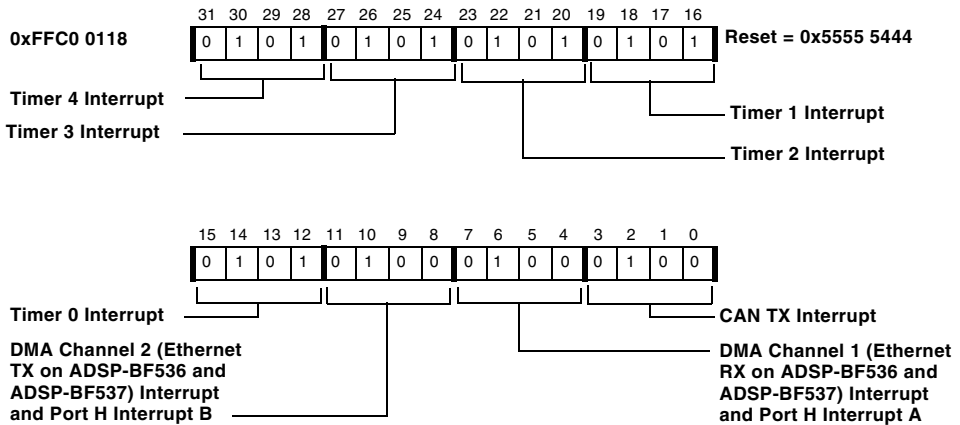 31 30 29 28 27 26 25 24 23 22 21 20 19 18 17 16
0xFFC0 0118
0 1 0 1 0 1 0 1 0 1 0 1 0 1 0 1
Reset = 0x5555 5444
Timer 4 Interrupt
Timer 3 Interrupt
Timer 1 Interrupt
Timer 2 Interrupt
15 14 13 12 11 10 9 8 7 6 5 4 3 2 1 0
0 1 0 1 0 1 0 0 0 1 0 0 0 1 0 0
Timer 0 Interrupt
DMA Channel 2 (Ethernet
TX on ADSP-BF536 and
ADSP-BF537) Interrupt
and Port H Interrupt B
CAN TX Interrupt
DMA Channel 1 (Ethernet
RX on ADSP-BF536 and
ADSP-BF537) Interrupt
and Port H Interrupt A